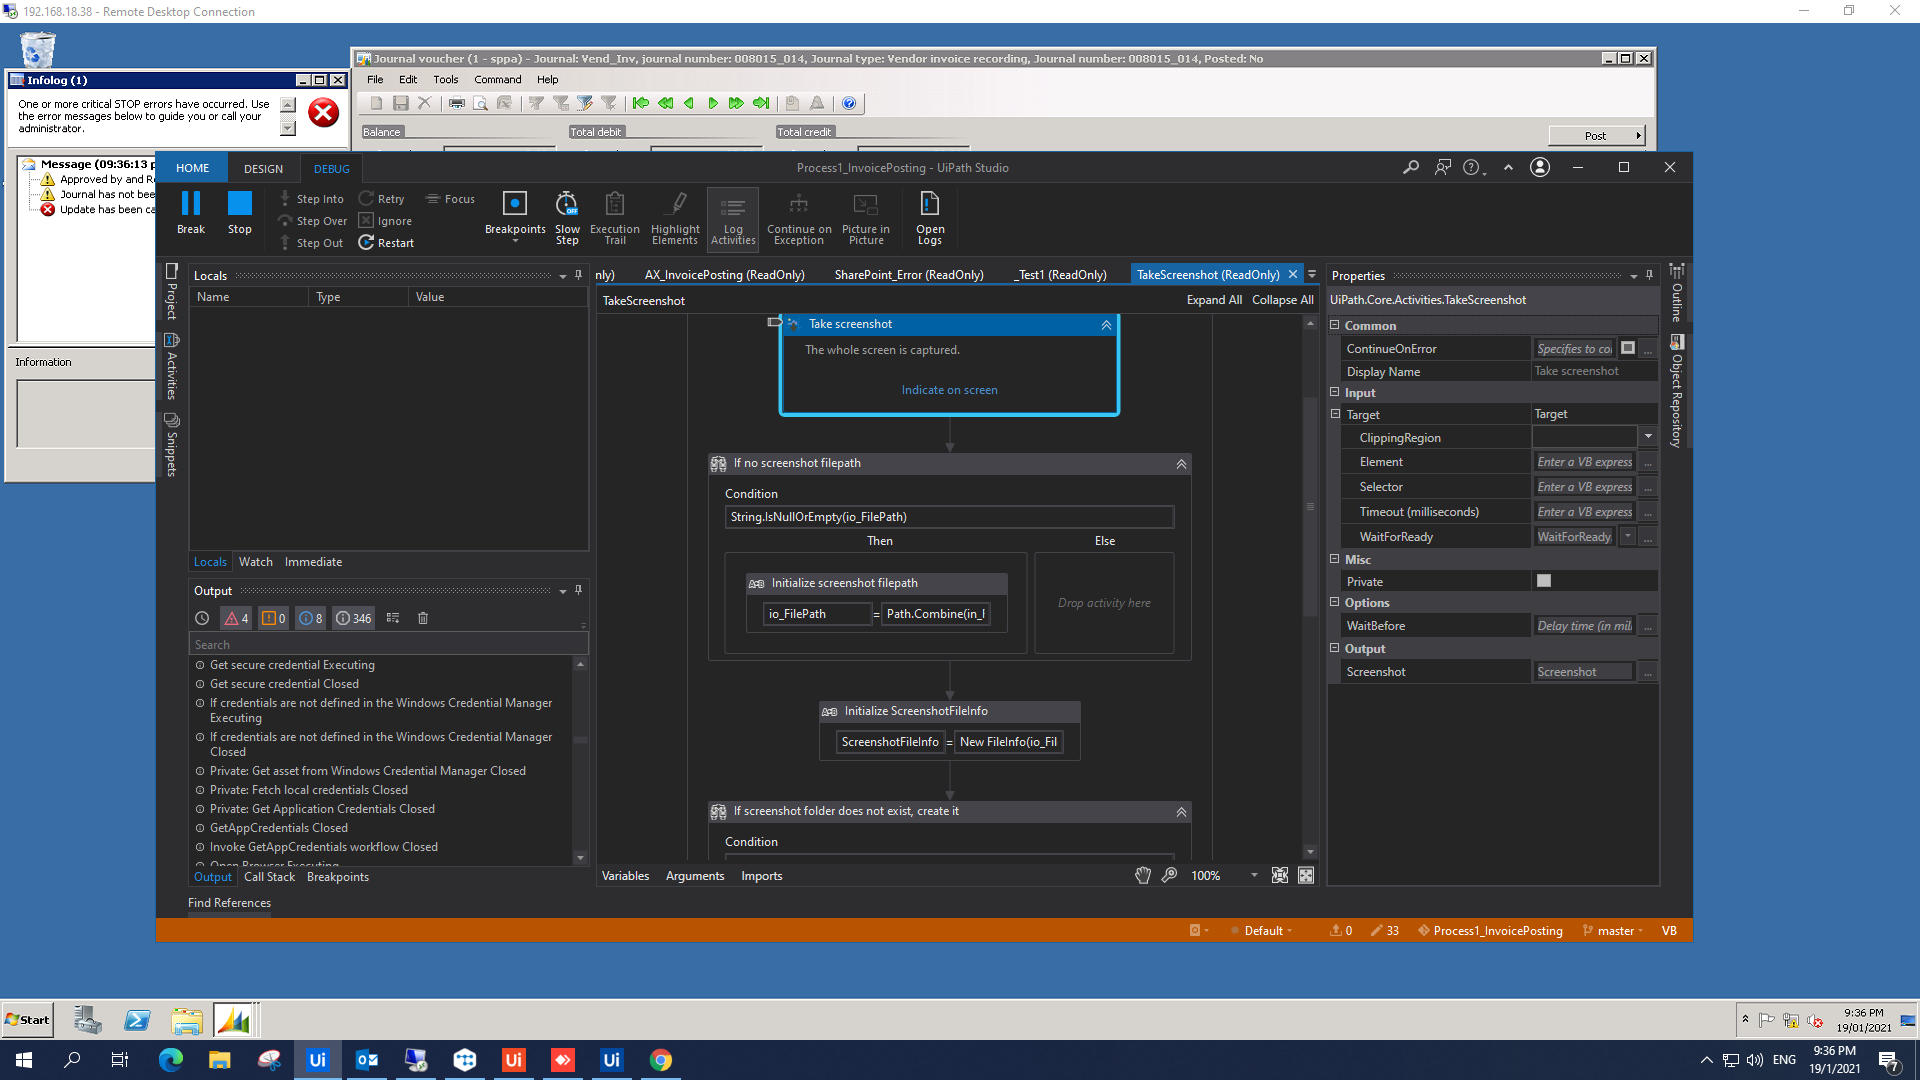 192.168.18.38 - Remote Desktop Connection
Journal voucher (1 - sppa) - Journal: Vend_Inv, journal number: 008015_014, Journal type: Vendor invoice recording, Journal number: 008015_014, Posted: No
File Edit Tools Command Help
Balance Total debit Total credit
Post
Infolog (1)
One or more critical STOP errors have occurred. Use
the error messages below to guide you or call your
administrator.
Message (09:36:13 p
Approved by and Re
Journal has not bee
Update has been ca
Information
HOME DESIGN DEBUG
Process1_InvoicePosting - UiPath Studio
Break
Stop
Step Into
Step Over
Step Out
Retry
Ignore
Restart
Focus
Breakpoints
Slow
Step
Execution
Trail
Highlight
Elements
Log
Activities
Continue on
Exception
Picture in
Picture
Open
Logs
Project
Activities
Snippets
Locals
Name Type Value
Locals Watch Immediate
Output
4 0 8 346
Search
Get secure credential Executing
Get secure credential Closed
If credentials are not defined in the Windows Credential Manager
Executing
If credentials are not defined in the Windows Credential Manager
Closed
Private: Get asset from Windows Credential Manager Closed
Private: Fetch local credentials Closed
Private: Get Application Credentials Closed
GetAppCredentials Closed
Invoke GetAppCredentials workflow Closed
Open Browser Executing
Output Call Stack Breakpoints
Find References
nly) AX_InvoicePosting (ReadOnly) SharePoint_Error (ReadOnly) _Test1 (ReadOnly) TakeScreenshot (ReadOnly)
TakeScreenshot
Expand All Collapse All
Take screenshot
The whole screen is captured.
Indicate on screen
If no screenshot filepath
Condition
String.IsNullOrEmpty(io_FilePath)
Then Else
Initialize screenshot filepath
io_FilePath = Path.Combine(in_F
Drop activity here
Initialize ScreenshotFileInfo
ScreenshotFileInfo = New FileInfo(io_Fil
If screenshot folder does not exist, create it
Condition
Variables Arguments Imports
100%
Properties
UiPath.Core.Activities.TakeScreenshot
Common
ContinueOnError Specifies to co ...
Display Name Take screenshot
Input
Target Target
ClippingRegion
Element Enter a VB express ...
Selector Enter a VB express ...
Timeout (milliseconds) Enter a VB express ...
WaitForReady WaitForReady ...
Misc
Private
Options
WaitBefore Delay time (in mil ...
Output
Screenshot Screenshot ...
Outline
Object Repository
Default 0 33 Process1_InvoicePosting master VB
Start
9:36 PM
19/01/2021
Ui Ui Ui
ENG
9:36 PM
19/1/2021
7